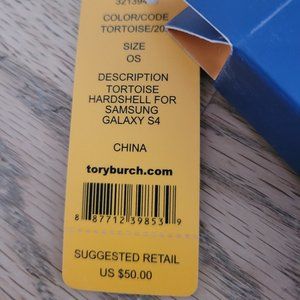 COLOR/CODE
TORTOISE/20
SIZE
OS
DESCRIPTION
TORTOISE
HARDSHELL FOR
SAMSUNG
GALAXY S4
CHINA
toryburch.com
8 87712 39853 9
SUGGESTED RETAIL
US $50.00